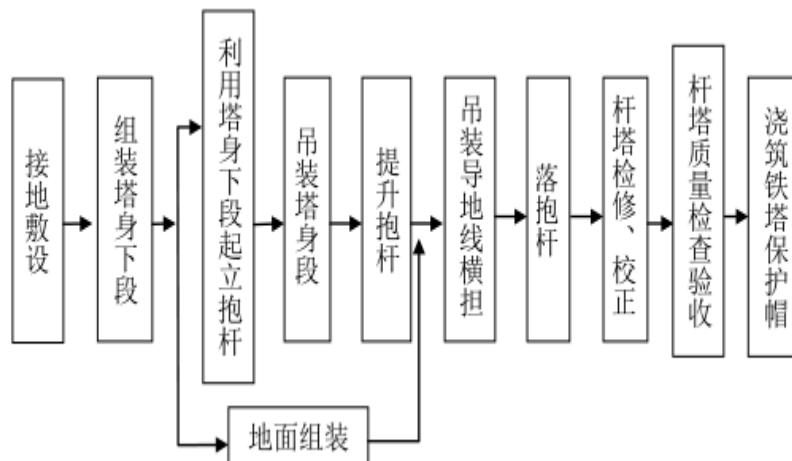 接地敷设
组装塔身下段
利用塔身下段起立抱杆
吊装塔身段
提升抱杆
吊装导地线横担
落抱杆
杆塔检修、校正
杆塔质量检查验收
浇筑铁塔保护帽
地面组装